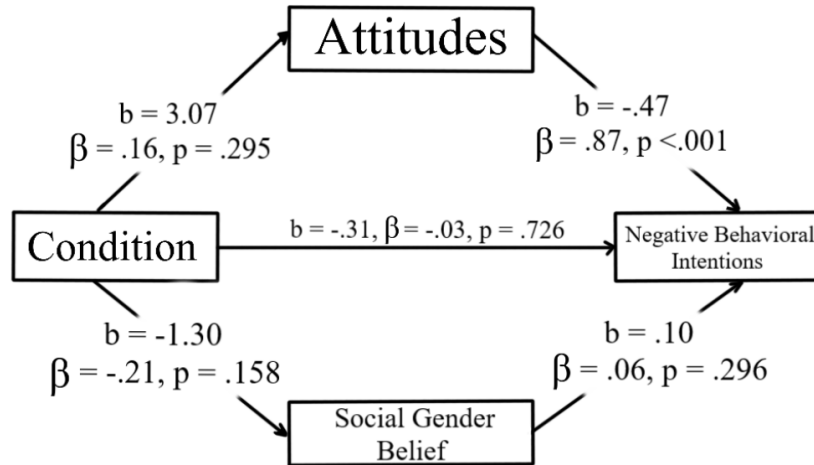 Attitudes
b = 3.07
β = .16, p = .295
b = -.47
β = .87, p <.001
Condition
b = -.31, β = -.03, p = .726
Negative Behavioral
Intentions
b = -1.30
β = -.21, p = .158
b = .10
β = .06, p = .296
Social Gender
Belief